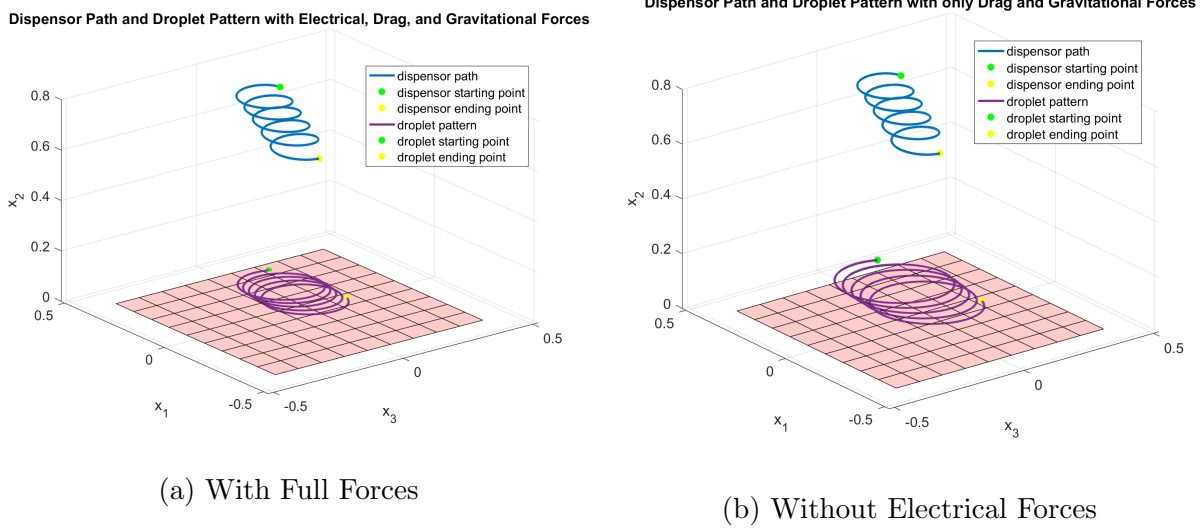 Dispensor Path and Droplet Pattern with Electrical, Drag, and Gravitational Forces
dispensor path
dispensor starting point
dispensor ending point
droplet pattern
droplet starting point
droplet ending point
0.8
0.6
0.4
0.2
0
x2
0.5
0
-0.5
x1
-0.5
0
0.5
x3
(a) With Full Forces
Dispensor Path and Droplet Pattern with only Drag and Gravitational Forces
dispensor path
dispensor starting point
dispensor ending point
droplet pattern
droplet starting point
droplet ending point
0.8
0.6
0.4
0.2
0
x2
0.5
0
-0.5
x1
-0.5
0
0.5
x3
(b) Without Electrical Forces